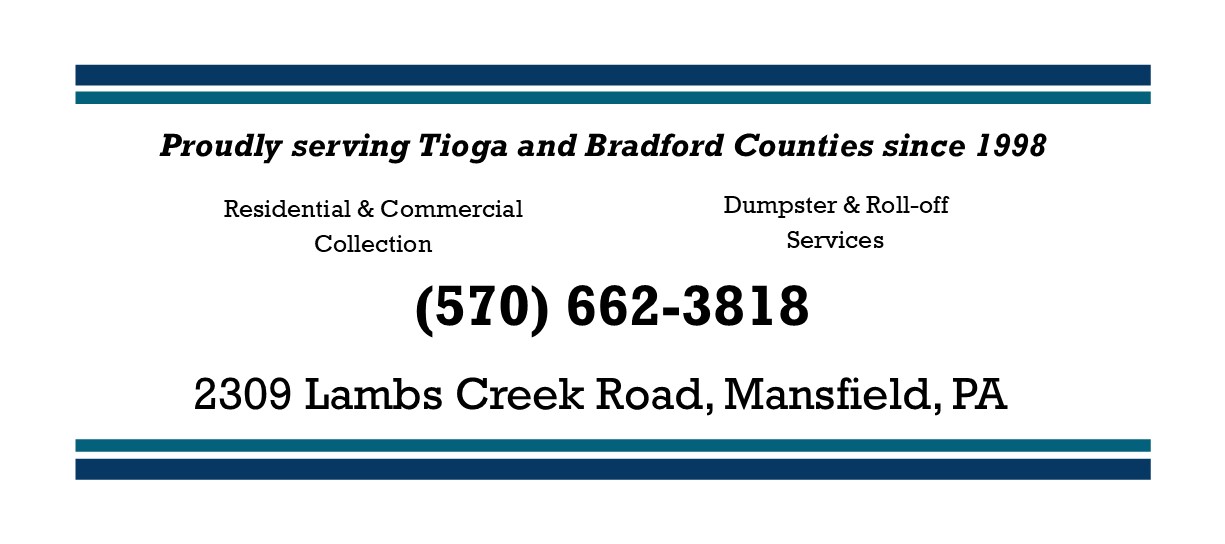 Proudly serving Tioga and Bradford Counties since 1998
Residential & Commercial
Collection
Dumpster & Roll-off
Services
(570) 662-3818
2309 Lambs Creek Road, Mansfield, PA